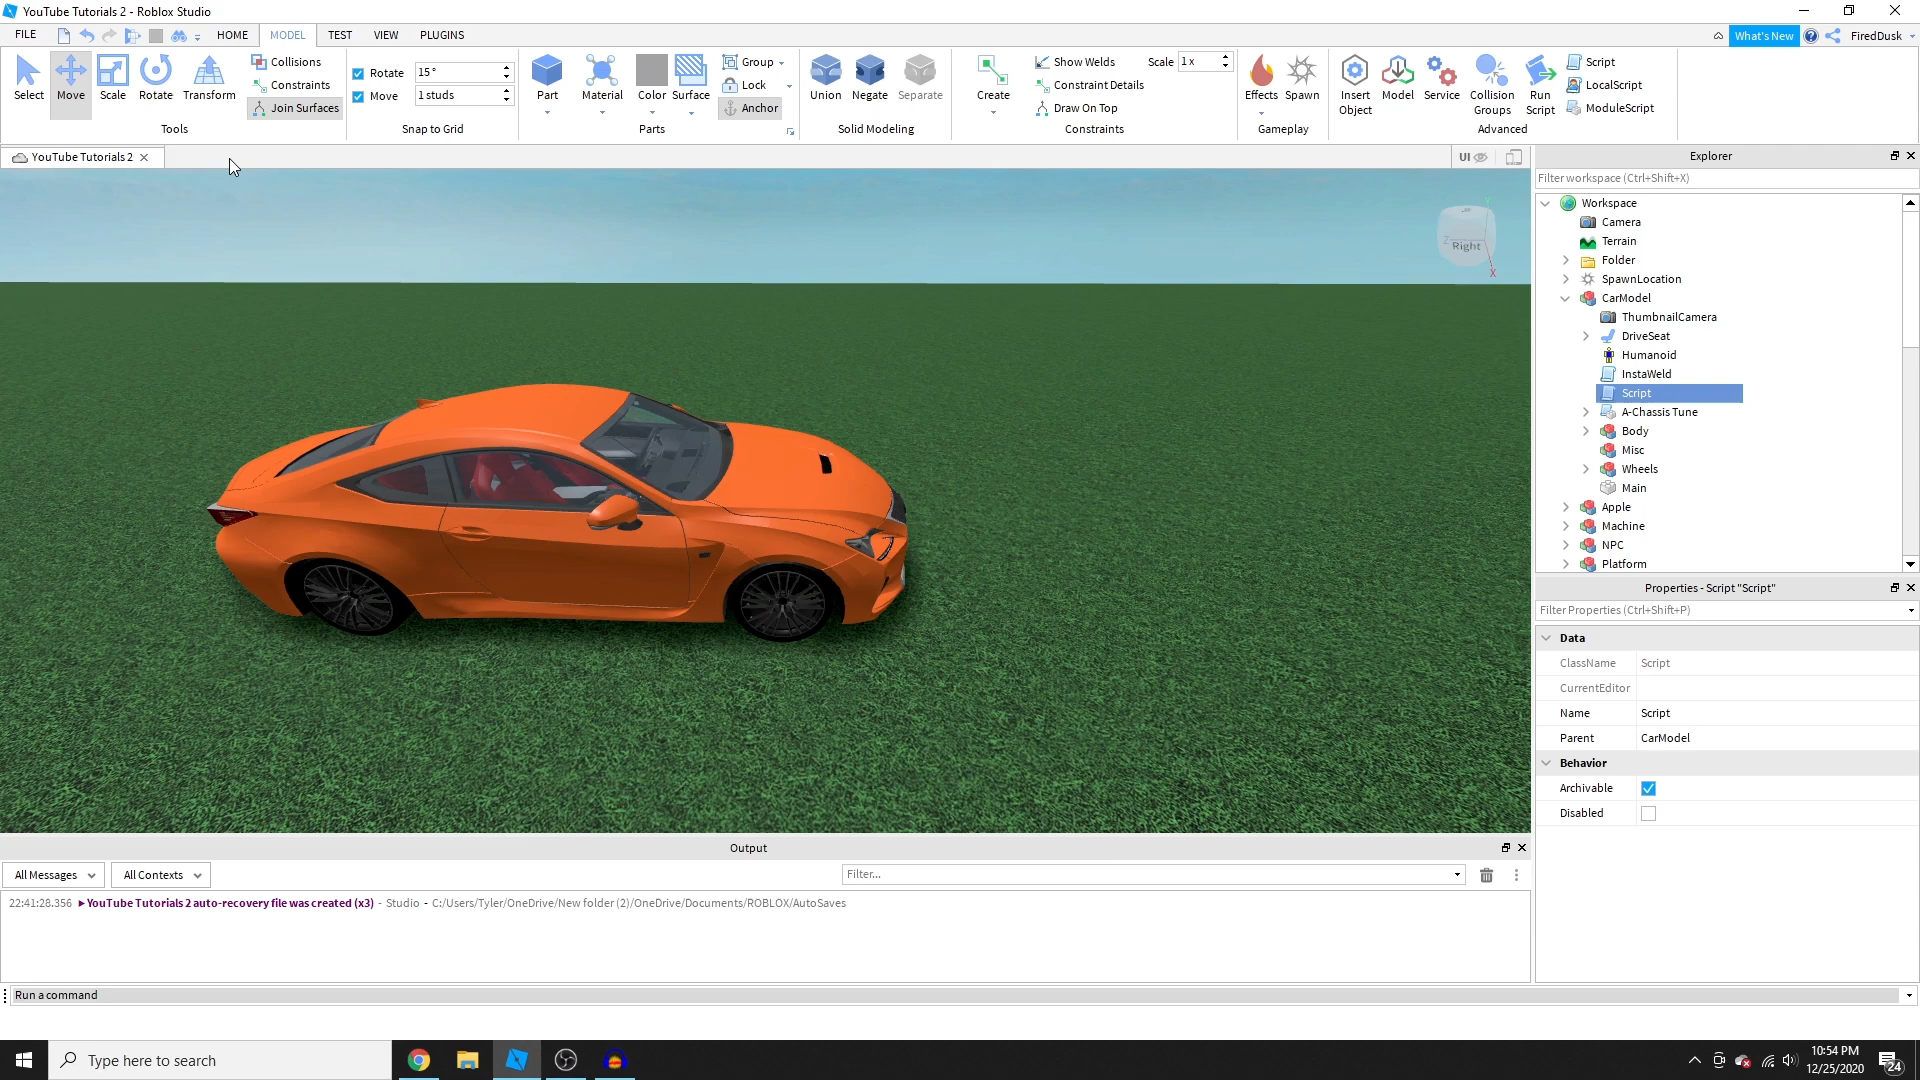 YouTube Tutorials 2 - Roblox Studio
FILE HOME MODEL TEST VIEW PLUGINS What's New FiredDusk
Select Move Scale Rotate Transform
Collisions
Constraints
Join Surfaces
Tools
Rotate 15°
Move 1 studs
Snap to Grid
Part Material Color Surface
Group
Lock
Anchor
Parts
Union Negate Separate
Solid Modeling
Create
Show Welds Scale 1 x
Constraint Details
Draw On Top
Constraints
Effects Spawn
Gameplay
Insert Object Model Service Collision Groups Run Script
Script
LocalScript
ModuleScript
Advanced
YouTube Tutorials 2
UI
Right
Z
X
Y
Explorer
Filter workspace (Ctrl+Shift+X)
Workspace
Camera
Terrain
Folder
SpawnLocation
CarModel
ThumbnailCamera
DriveSeat
Humanoid
InstaWeld
Script
A-Chassis Tune
Body
Misc
Wheels
Main
Apple
Machine
NPC
Platform
Properties - Script "Script"
Filter Properties (Ctrl+Shift+P)
Data
ClassName Script
CurrentEditor
Name Script
Parent CarModel
Behavior
Archivable
Disabled
Output
All Messages All Contexts Filter...
22:41:28.356 YouTube Tutorials 2 auto-recovery file was created (x3) - Studio - C:/Users/Tyler/OneDrive/New folder (2)/OneDrive/Documents/ROBLOX/AutoSaves
Run a command
Type here to search
10:54 PM
12/25/2020
24